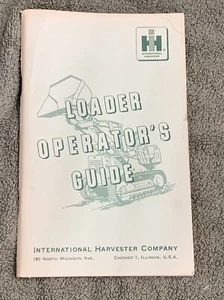 IH
INTERNATIONAL
HARVESTER
LOADER
OPERATOR'S
GUIDE
INTERNATIONAL HARVESTER COMPANY
180 NORTH MICHIGAN AVE. CHICAGO 1, ILLINOIS, U.S.A.